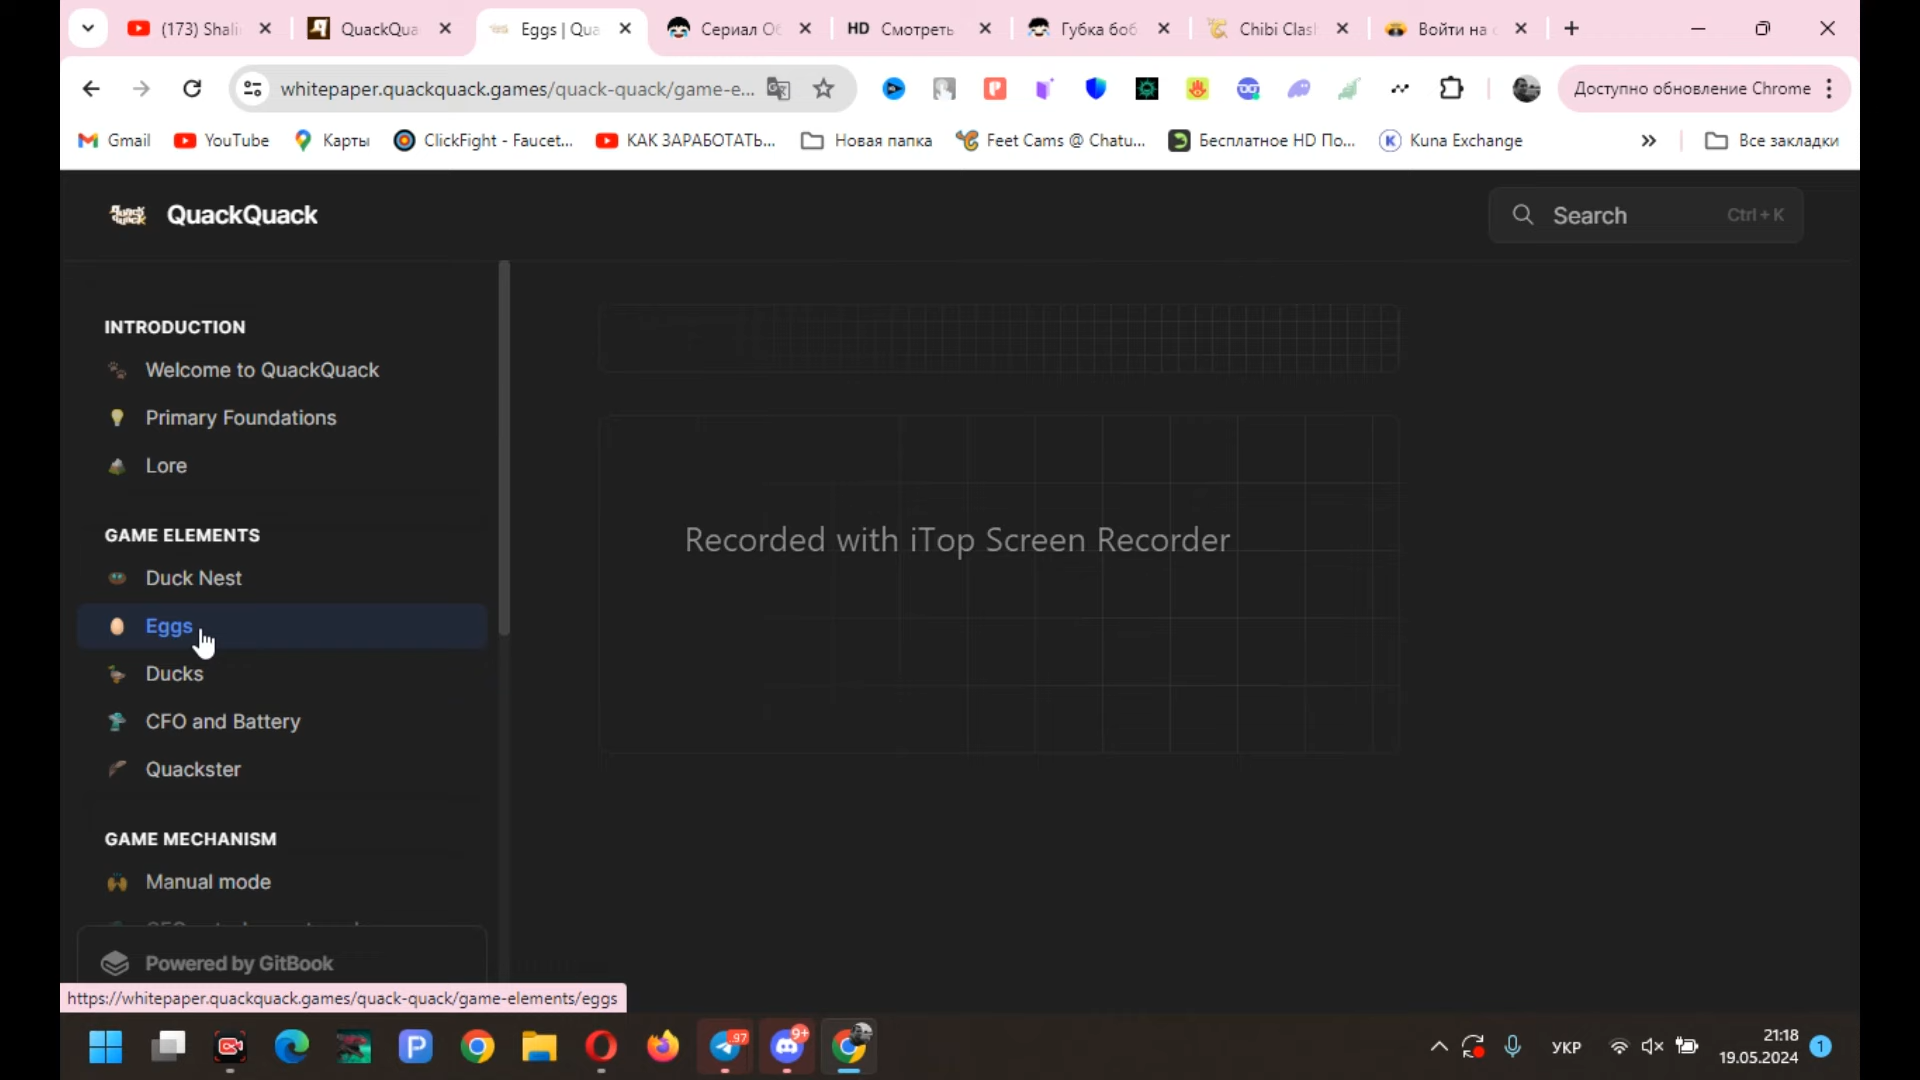 (173) Shali
QuackQua
Eggs | Qua
Сериал Об
HD Смотреть
Губка боб
Chibi Clas
Войти на с
whitepaper.quackquack.games/quack-quack/game-e...
Доступно обновление Chrome
Gmail
YouTube
Карты
ClickFight - Faucet...
КАК ЗАРАБОТАТЬ...
Новая папка
Feet Cams @ Chatu...
Бесплатное HD По...
Kuna Exchange
Все закладки
QuackQuack
Search Ctrl + K
INTRODUCTION
Welcome to QuackQuack
Primary Foundations
Lore
GAME ELEMENTS
Duck Nest
Eggs
Ducks
CFO and Battery
Quackster
GAME MECHANISM
Manual mode
Powered by GitBook
Recorded with iTop Screen Recorder
https://whitepaper.quackquack.games/quack-quack/game-elements/eggs
97
9+
УКР
21:18
19.05.2024
1